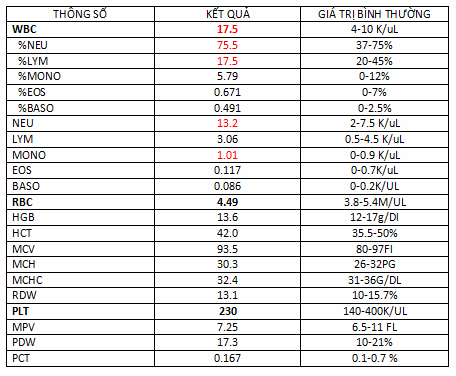 THÔNG SỐ KẾT QUẢ GIÁ TRỊ BÌNH THƯỜNG
WBC 17.5 4-10 K/uL
%NEU 75.5 37-75%
%LYM 17.5 20-45%
%MONO 5.79 0-12%
%EOS 0.671 0-7%
%BASO 0.491 0-2.5%
NEU 13.2 2-7.5 K/uL
LYM 3.06 0.5-4.5 K/uL
MONO 1.01 0-0.9 K/uL
EOS 0.117 0-0.7K/uL
BASO 0.086 0-0.2K/UL
RBC 4.49 3.8-5.4M/UR
HGB 13.6 12-17g/Dl
HCT 42.0 35.5-50%
MCV 93.5 80-97Fl
MCH 30.3 26-32PG
MCHC 32.4 31-36G/DL
RDW 13.1 10-15.7%
PLT 230 140-400K/UL
MPV 7.25 6.5-11 FL
PDW 17.3 10-21%
PCT 0.167 0.1-0.7 %